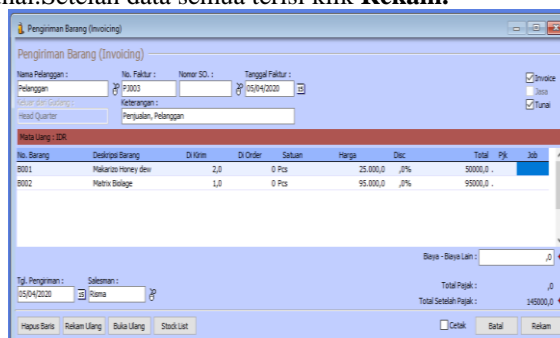 nai.Setelah data semua terisi klik Rekam.
Pengiriman Barang (Invoicing)
Pengiriman Barang (Invoicing)
Nama Pelanggan : No. Faktur : Nomor SO. : Tanggal Faktur :
Pelanggan PJ003 05/04/2020 15 Invoice
Keluar dari Gudang : Keterangan : Jasa
Head Quarter Penjualan, Pelanggan Tunai
Mata Uang : IDR
No. Barang Deskripsi Barang Di Kirim Di Order Satuan Harga Disc Total Pjk Job
B001 Makarizo Honey dew 2,0 0 Pcs 25.000,0 ,0% 50000,0 .
B002 Matrix Biolage 1,0 0 Pcs 95.000,0 ,0% 95000,0 .
Biaya - Biaya Lain : ,0
Tgl. Pengiriman : Salesman : Total Pajak : ,0
05/04/2020 15 Risma Total Setelah Pajak : 145000,0
Hapus Baris Rekam Ulang Buka Ulang Stock List Cetak Batal Rekam